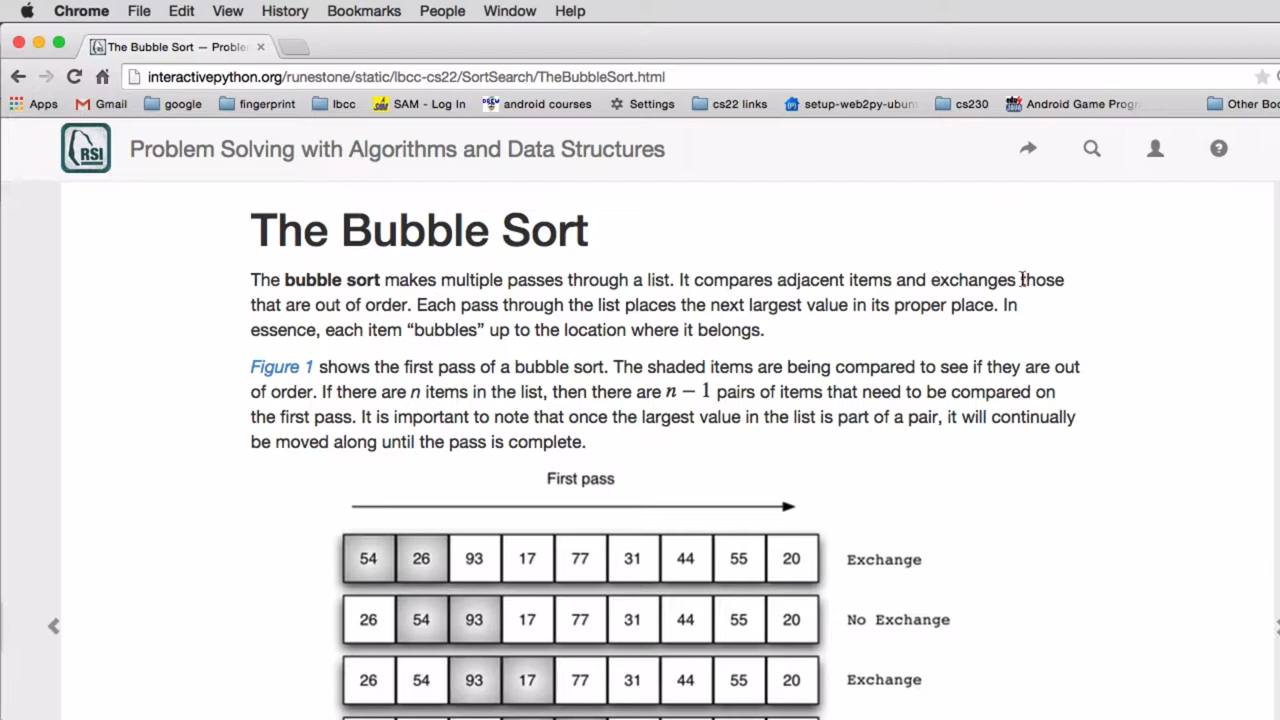 Chrome File Edit View History Bookmarks People Window Help
The Bubble Sort — Proble
interactivepython.org/runestone/static/lbcc-cs22/SortSearch/TheBubbleSort.html
Apps Gmail google fingerprint lbcc SAM - Log In android courses Settings cs22 links setup-web2py-ubun cs230 Android Game Progr Other Boo
RSI Problem Solving with Algorithms and Data Structures
The Bubble Sort
The bubble sort makes multiple passes through a list. It compares adjacent items and exchanges those
that are out of order. Each pass through the list places the next largest value in its proper place. In
essence, each item “bubbles” up to the location where it belongs.
Figure 1 shows the first pass of a bubble sort. The shaded items are being compared to see if they are out
of order. If there are n items in the list, then there are n − 1 pairs of items that need to be compared on
the first pass. It is important to note that once the largest value in the list is part of a pair, it will continually
be moved along until the pass is complete.
First pass
54 26 93 17 77 31 44 55 20 Exchange
26 54 93 17 77 31 44 55 20 No Exchange
26 54 93 17 77 31 44 55 20 Exchange